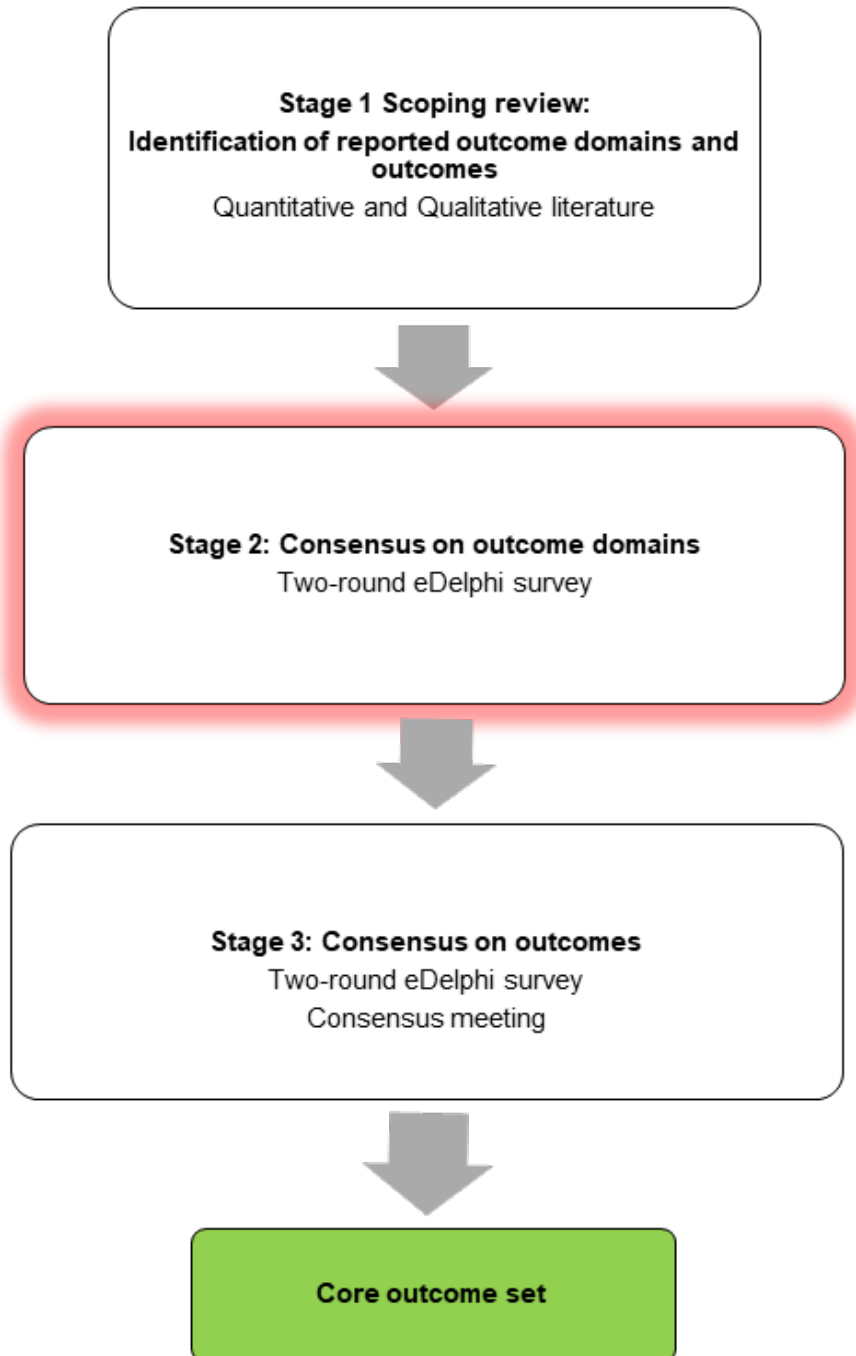 Stage 1 Scoping review:
Identification of reported outcome domains and
outcomes
Quantitative and Qualitative literature
Stage 2: Consensus on outcome domains
Two-round eDelphi survey
Stage 3: Consensus on outcomes
Two-round eDelphi survey
Consensus meeting
Core outcome set